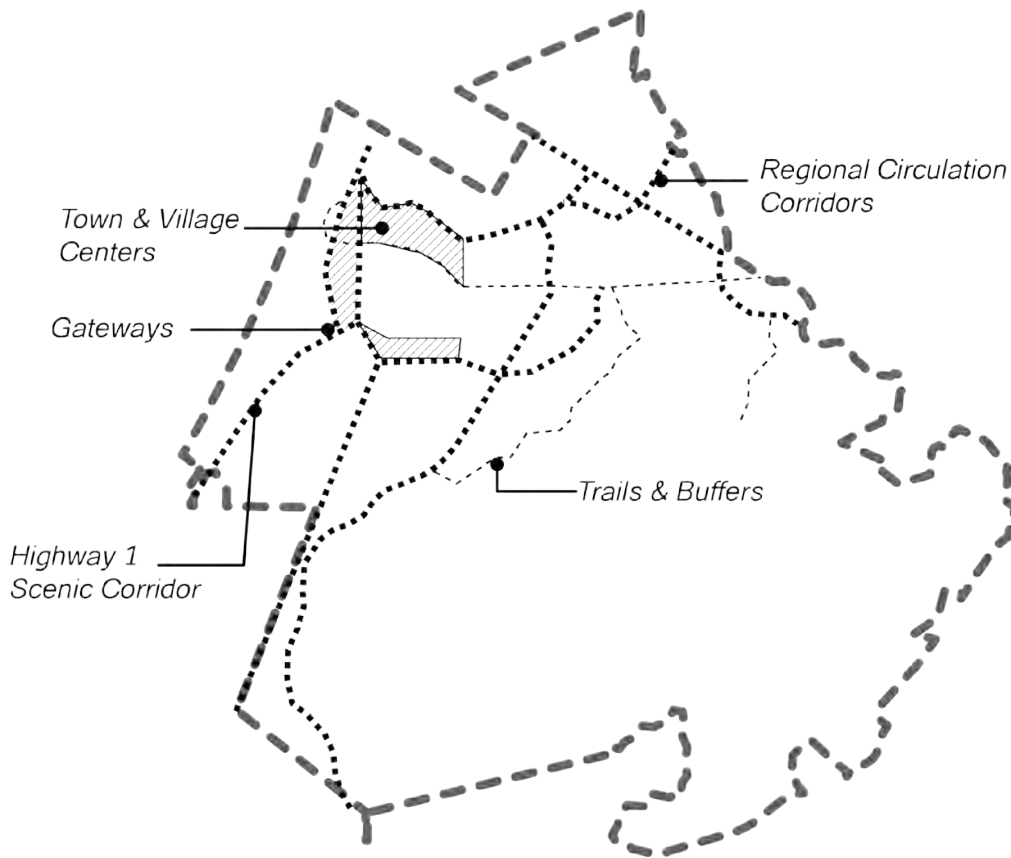 Regional Circulation
Corridors
Town & Village
Centers
Gateways
Trails & Buffers
Highway 1
Scenic Corridor